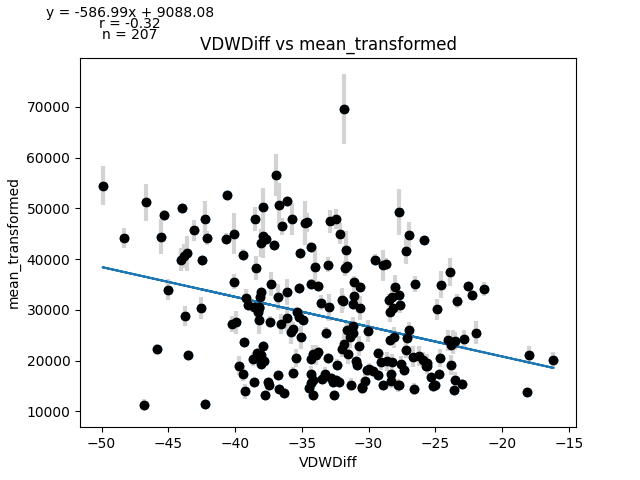 y = -586.99x + 9088.08
r = -0.32
n = 207
VDWDiff vs mean_transformed
mean_transformed
70000
60000
50000
40000
30000
20000
10000
−50
−45
−40
−35
−30
−25
−20
−15
VDWDiff